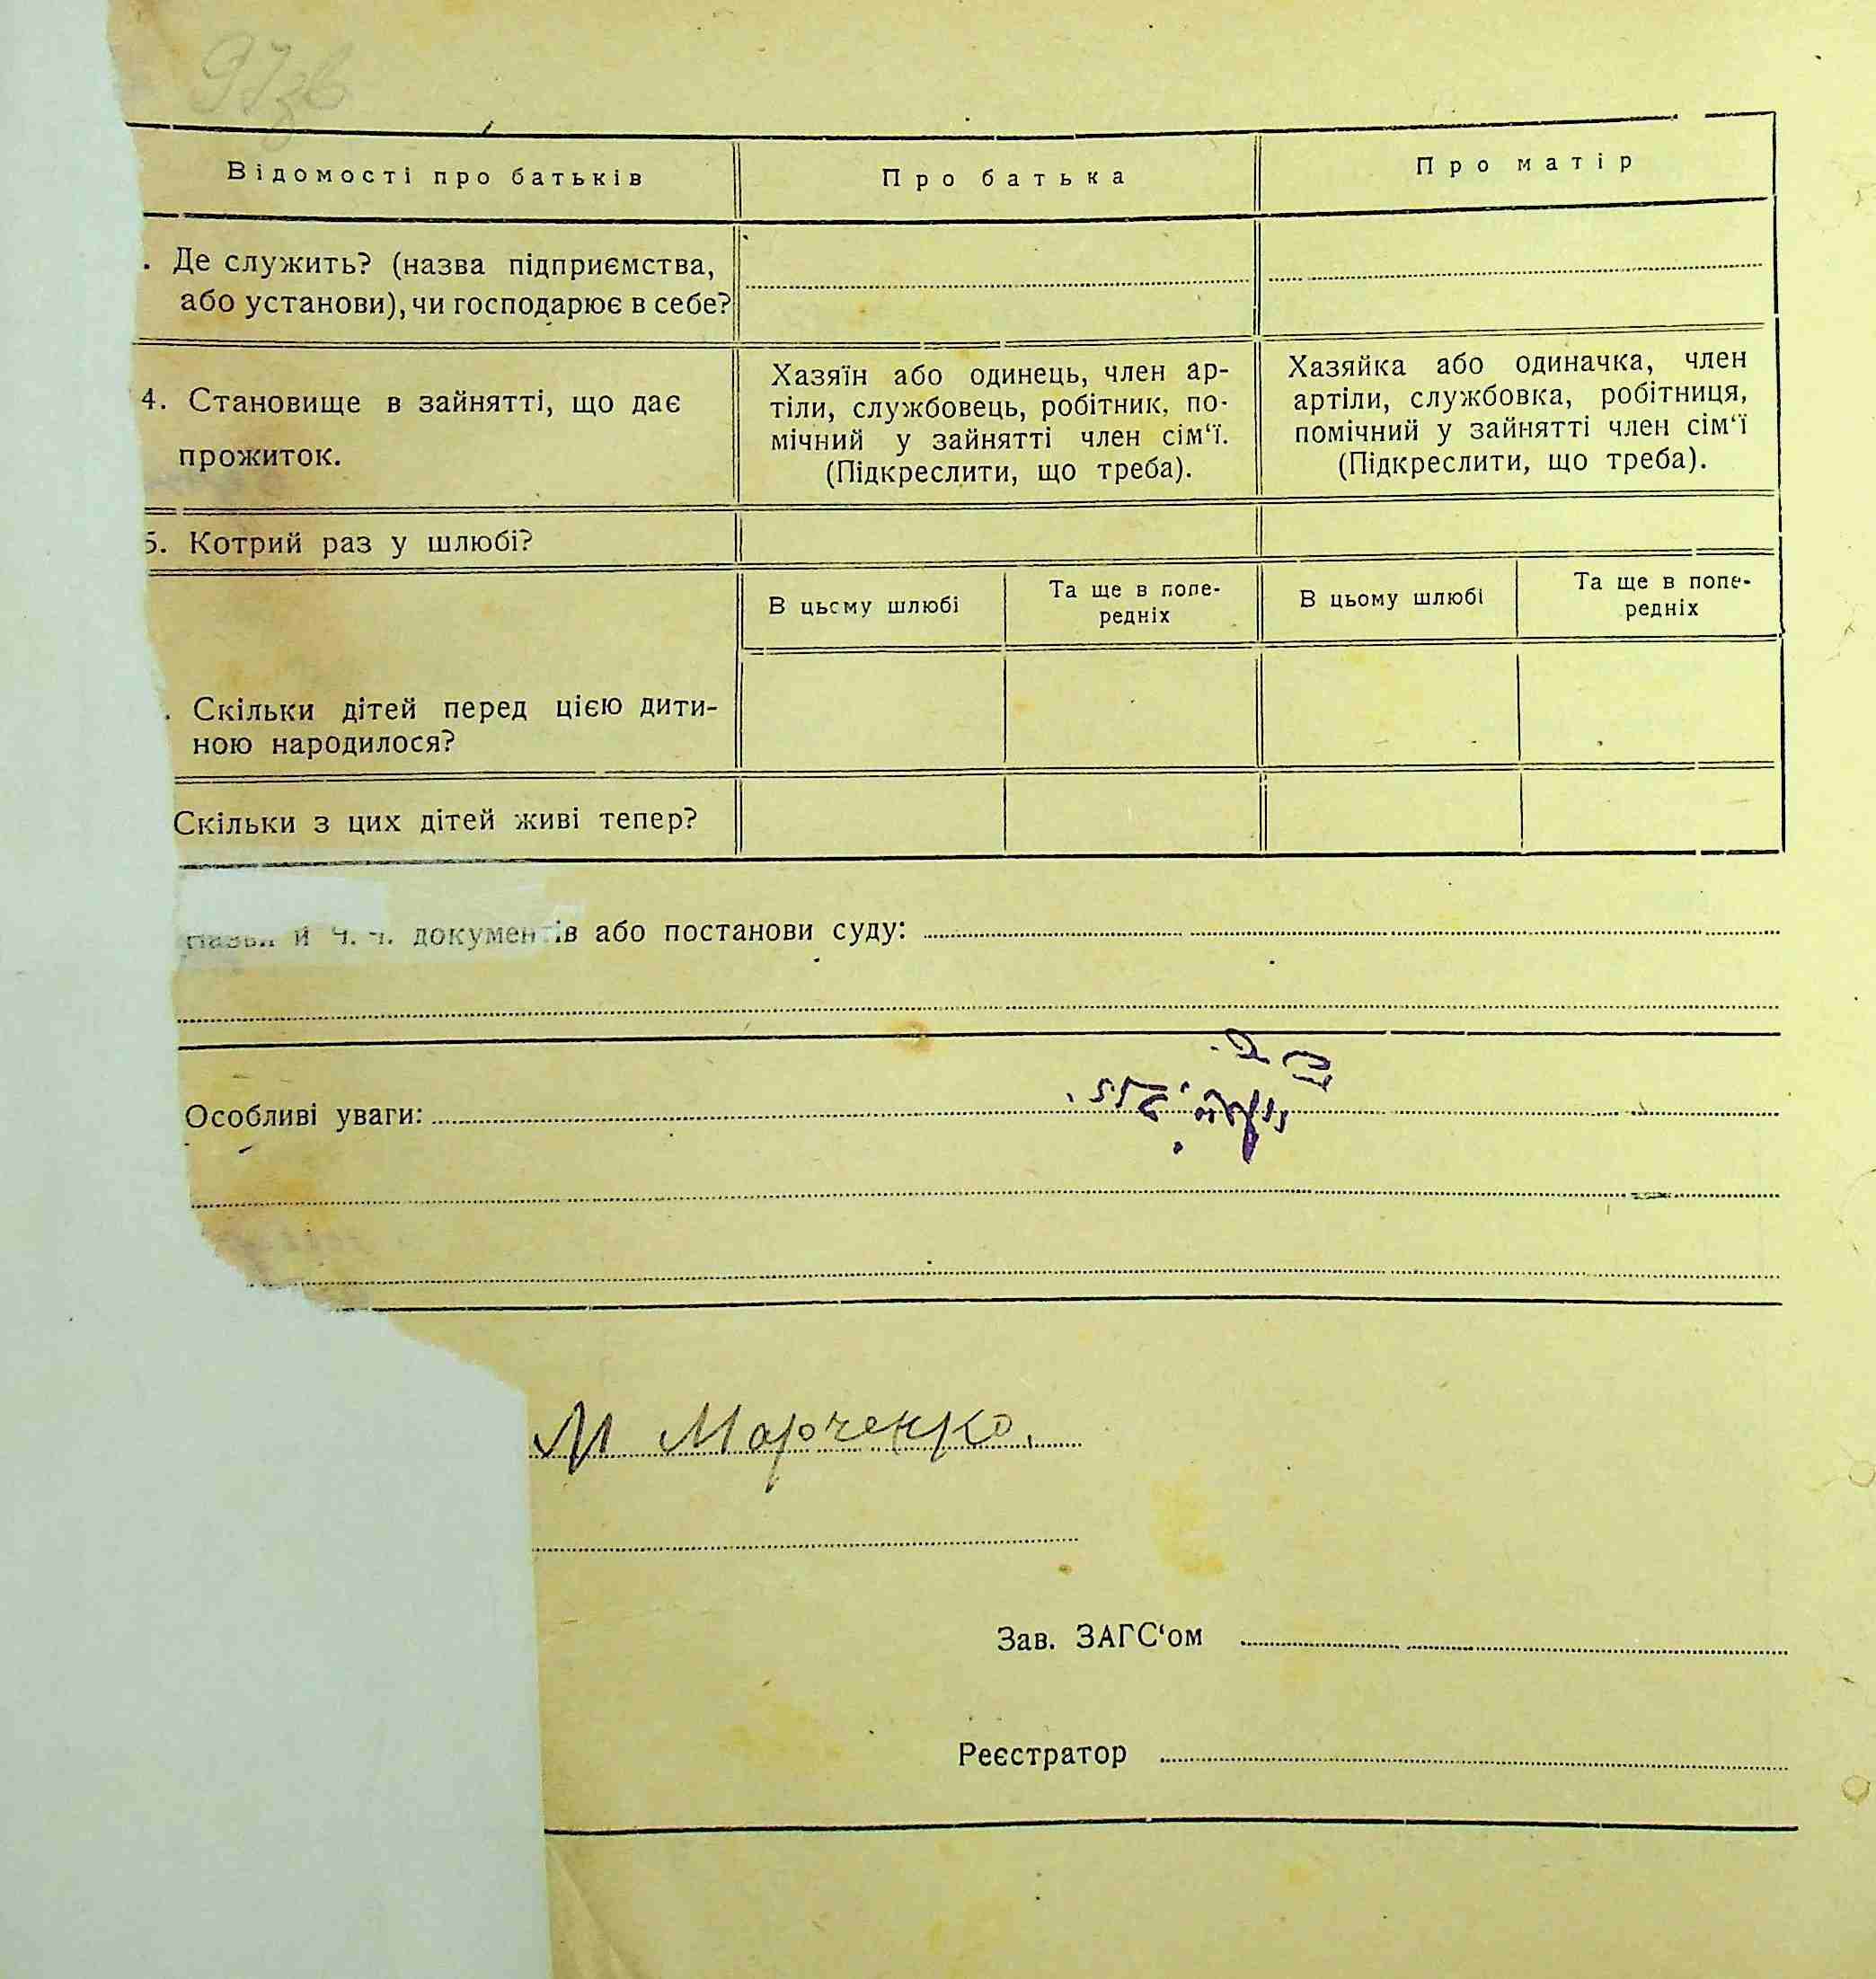 97зв
Відомості про батьків
Про батька
Про матір
. Де служить? (назва підприємства,
або установи), чи господарює в себе?
4. Становище в зайнятті, що дає
прожиток.
Хазяїн або одинець, член ар-
тіли, службовець, робітник, по-
мічний у зайнятті член сім‘ї.
(Підкреслити, що треба).
Хазяйка або одиначка, член
артіли, службовка, робітниця,
помічний у зайнятті член сім‘ї
(Підкреслити, що треба).
5. Котрий раз у шлюбі?
В цьому шлюбі
Та ще в попе-
редніх
В цьому шлюбі
Та ще в попе-
редніх
. Скільки дітей перед цією дити-
ною народилося?
Скільки з цих дітей живі тепер?
й ч. ч. документів або постанови суду:
Особливі уваги:
М Марченко.
Зав. ЗАГС‘ом
Реєстратор